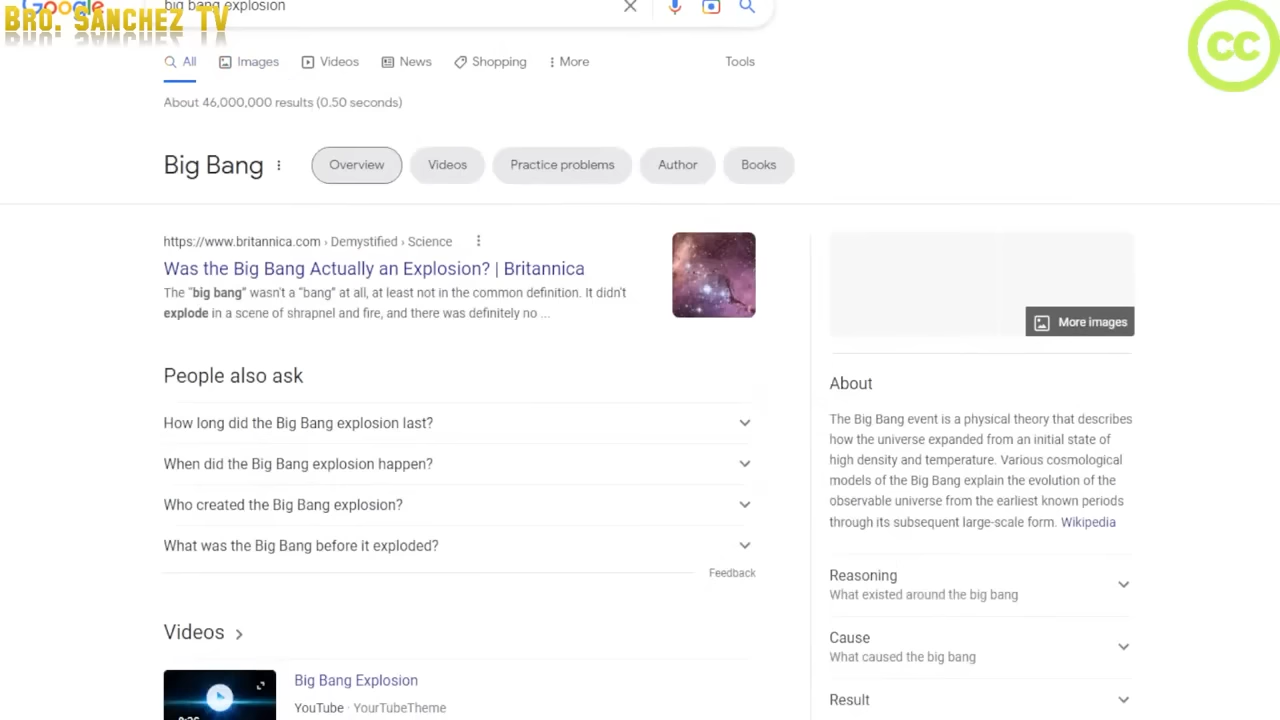 BRO. SANCHEZ TV
Google
big bang explosion
CC
All
Images
Videos
News
Shopping
More
Tools
About 46,000,000 results (0.50 seconds)
Big Bang
Overview
Videos
Practice problems
Author
Books
https://www.britannica.com › Demystified › Science
Was the Big Bang Actually an Explosion? | Britannica
The "big bang" wasn't a "bang" at all, at least not in the common definition. It didn't
explode in a scene of shrapnel and fire, and there was definitely no ...
People also ask
How long did the Big Bang explosion last?
When did the Big Bang explosion happen?
Who created the Big Bang explosion?
What was the Big Bang before it exploded?
Feedback
Videos
Big Bang Explosion
YouTube · YourTubeTheme
More images
About
The Big Bang event is a physical theory that describes
how the universe expanded from an initial state of
high density and temperature. Various cosmological
models of the Big Bang explain the evolution of the
observable universe from the earliest known periods
through its subsequent large-scale form. Wikipedia
Reasoning
What existed around the big bang
Cause
What caused the big bang
Result